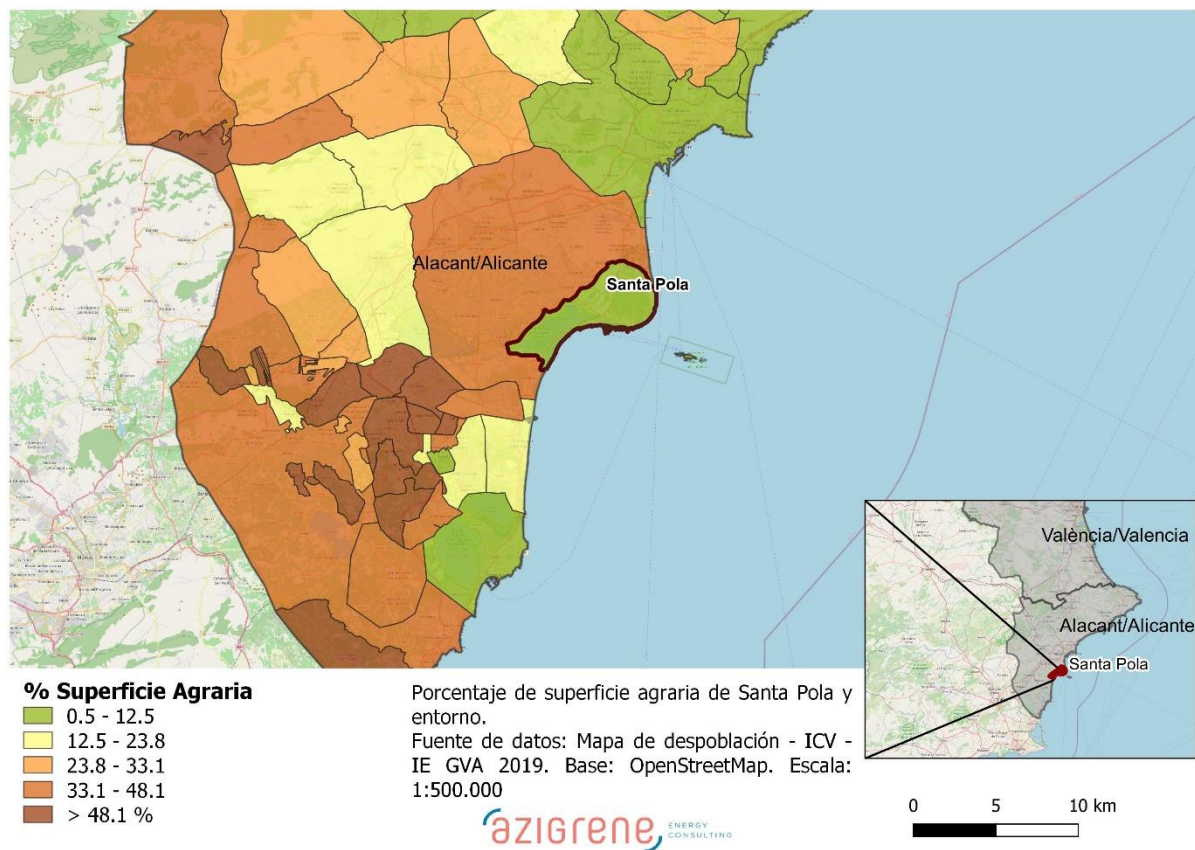 Alacant/Alicante
Santa Pola
València/Valencia
Alacant/Alicante
Santa Pola
% Superficie Agraria
0.5 - 12.5
12.5 - 23.8
23.8 - 33.1
33.1 - 48.1
> 48.1 %
Porcentaje de superficie agraria de Santa Pola y
entorno.
Fuente de datos: Mapa de despoblación - ICV -
IE GVA 2019. Base: OpenStreetMap. Escala:
1:500.000
azigrene ENERGY
CONSULTING
0 5 10 km